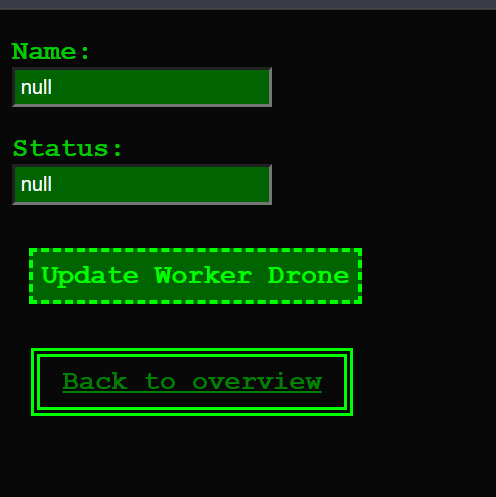 Name:
null
Status:
null
Update Worker Drone
Back to overview